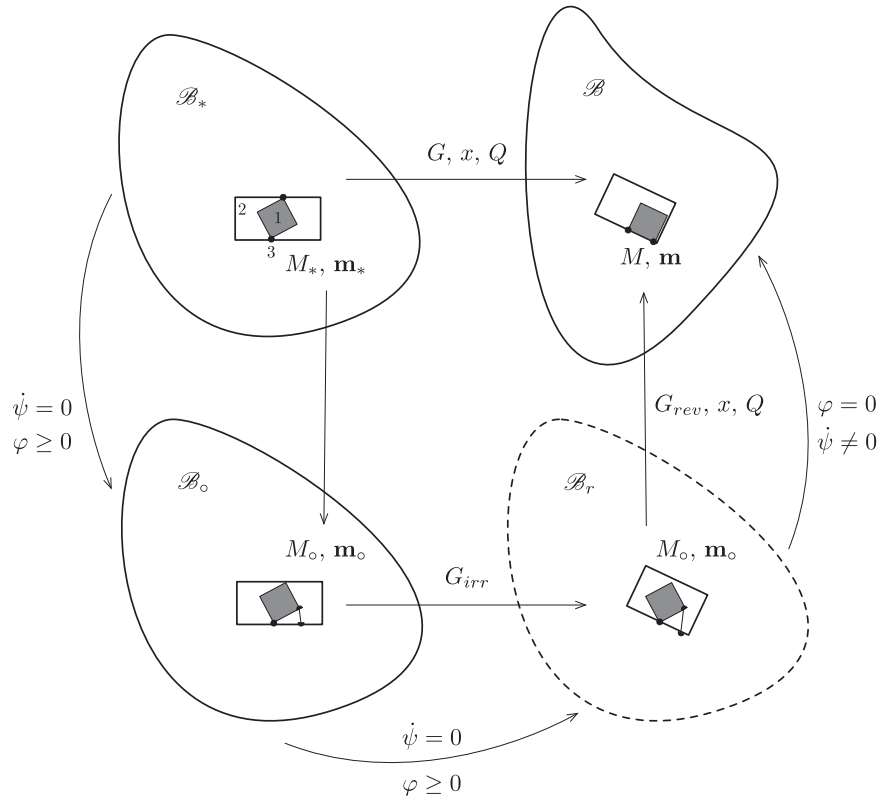 ℬ∗
ℬ
G, x, Q
2
1
3
M∗, m∗
M, m
ψ̇ = 0
φ ≥ 0
G_rev, x, Q
φ = 0
ψ̇ ≠ 0
ℬ∘
ℬ_r
M∘, m∘
M∘, m∘
G_irr
ψ̇ = 0
φ ≥ 0